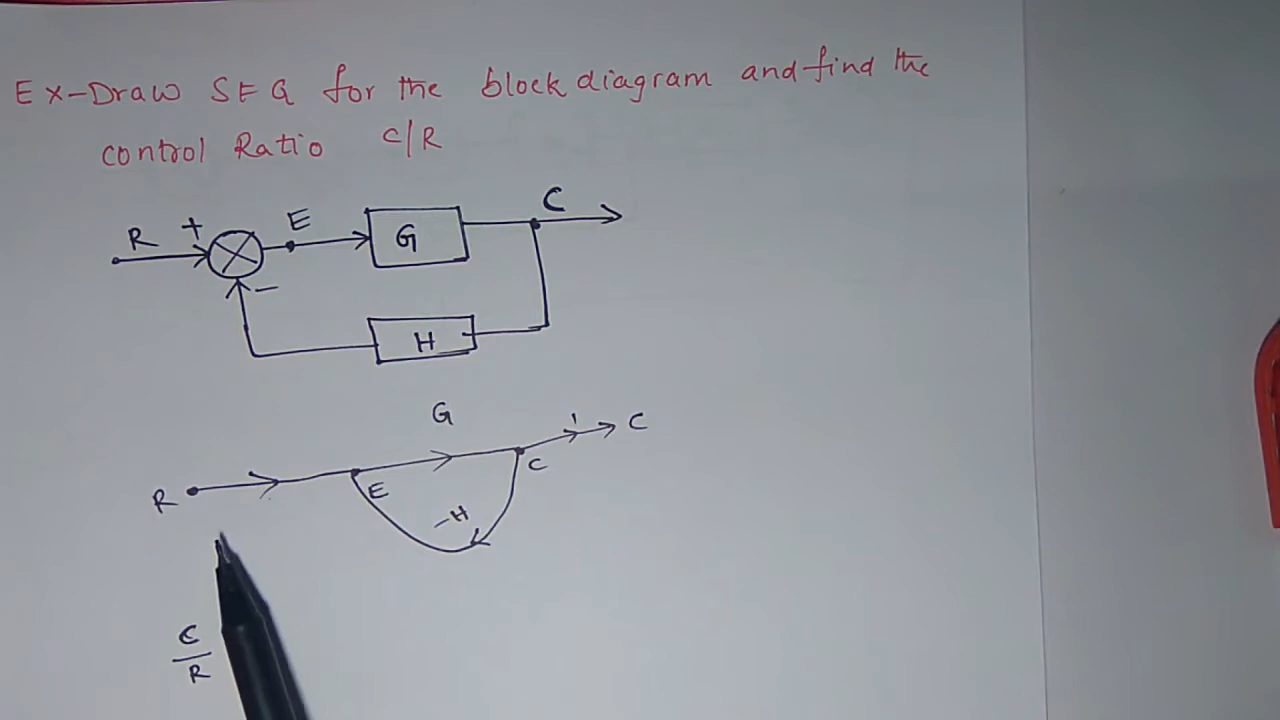 Ex-Draw SFG for the block diagram and find the
control Ratio C/R
R + E G C
-
H
G
R E C 1 C
-H
C
R